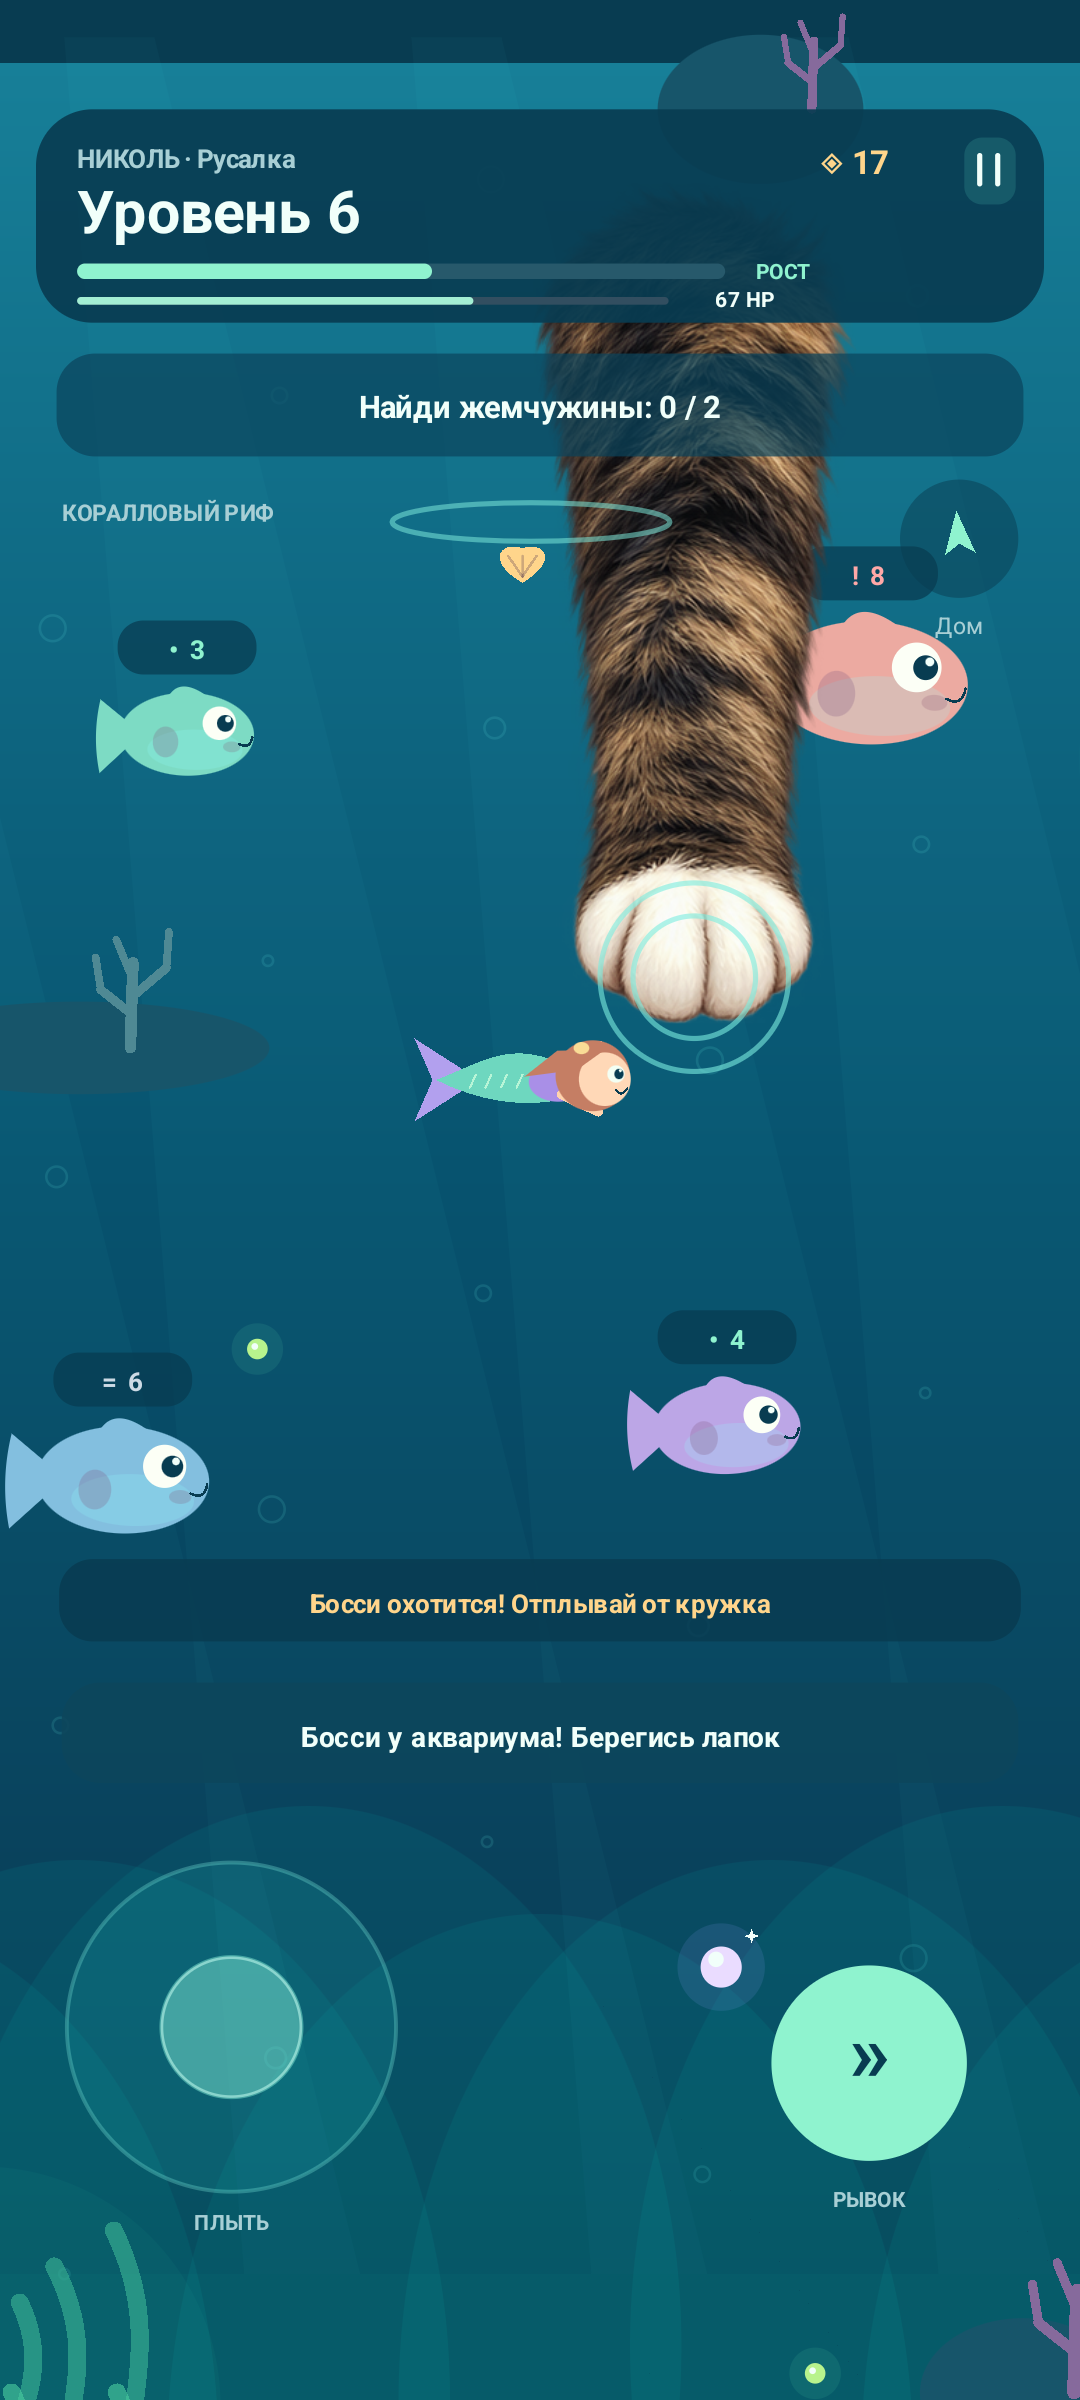 НИКОЛЬ · Русалка
17
Уровень 6
РОСТ
67 HP
Найди жемчужины: 0 / 2
КОРАЛЛОВЫЙ РИФ
! 8
Дом
• 3
• 4
= 6
Босси охотится! Отплывай от кружка
Босси у аквариума! Берегись лапок
»
РЫВОК
ПЛЫТЬ